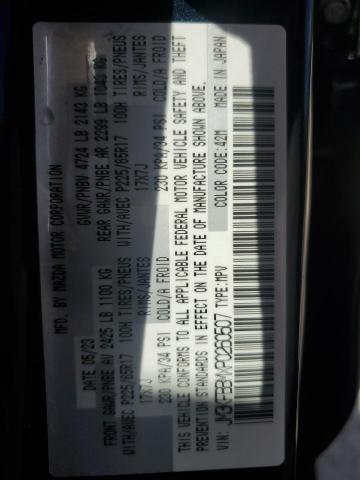 MFD. BY MAZDA MOTOR CORPORATION
DATE: 05/23 GVWR/PNBV 4724 LB 2143 KG
FRONT GAWR/PNBE AV 2425 LB 1100 KG REAR GAWR/PNBE AR 2299 LB 1043 KG
WITH/AVEC P225/65R17 100H TIRES/PNEUS WITH/AVEC P225/65R17 100H TIRES/PNEUS
17X7J RIMS/JANTES 17X7J RIMS/JANTES
230 KPA/34 PSI COLD/A FROID 230 KPA/34 PSI COLD/A FROID
THIS VEHICLE CONFORMS TO ALL APPLICABLE FEDERAL MOTOR VEHICLE SAFETY AND THEFT
PREVENTION STANDARDS IN EFFECT ON THE DATE OF MANUFACTURE SHOWN ABOVE.
COLOR CODE:42M MADE IN JAPAN
VIN: TYPE:MPV